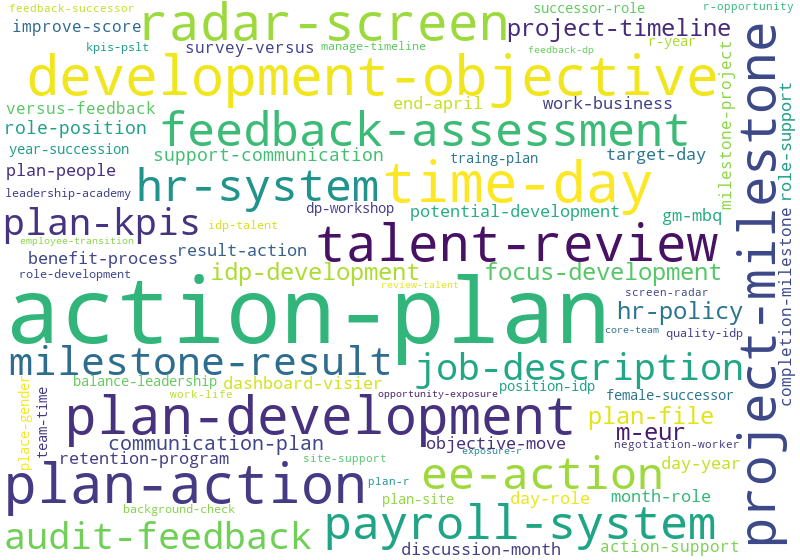 feedback-successor
improve-score
radar-screen
successor-role
r-opportunity
project-timeline
kpis-pslt
survey-versus
manage-timeline
feedback-dp
r-year
development-objective
versus-feedback
end-april
work-business
role-position
feedback-assessment
year-succession
support-communication
traing-plan
target-day
milestone-project
role-support
project-milestone
completion-milestone
plan-people
hr-system
time-day
leadership-academy
plan-kpis
dp-workshop
potential-development
gm-mbq
idp-talent
employee-transition
result-action
talent-review
benefit-process
role-development
idp-development
focus-development
review-talent
screen-radar
action-plan
hr-policy
core-team
quality-idp
milestone-result
job-description
balance-leadership
dashboard-visier
position-idp
place-gender
team-time
work-life
opportunity-exposure
female-successor
plan-development
plan-file
m-eur
communication-plan
objective-move
negotiation-worker
retention-program
site-support
exposure-r
plan-action
plan-r
ee-action
day-year
background-check
plan-site
day-role
month-role
audit-feedback
payroll-system
discussion-month
action-support